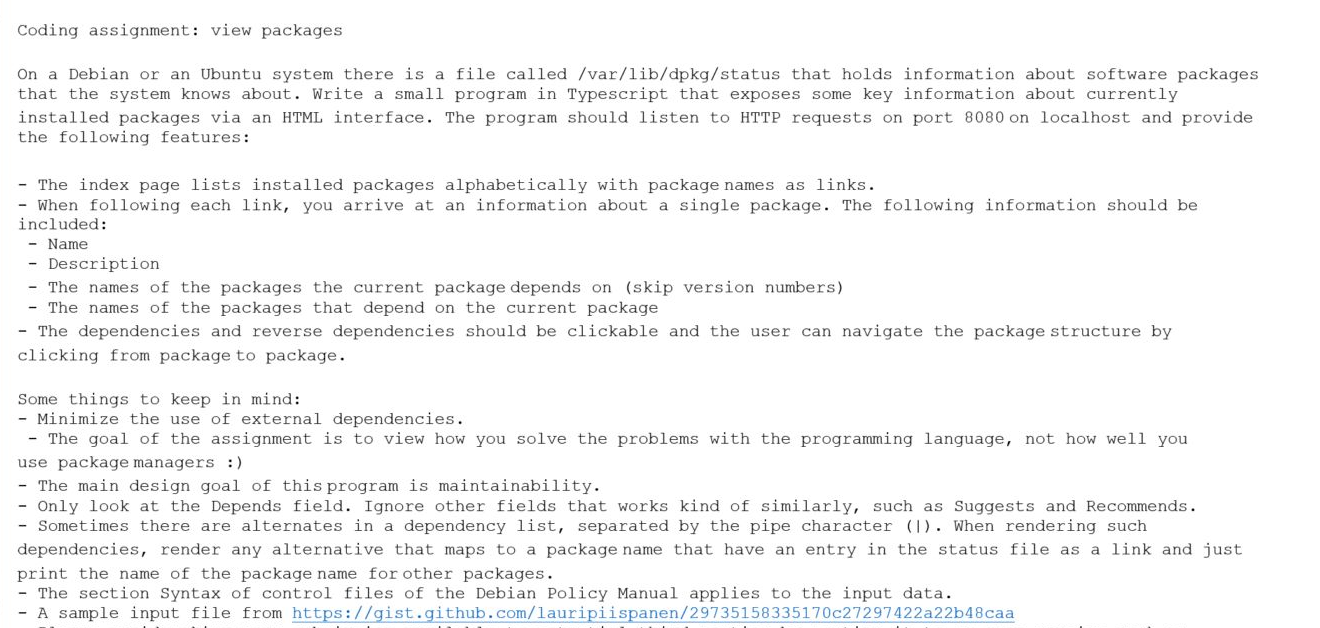 Coding assignment: view packages
On a Debian or an Ubuntu system there is a file called /var/lib/dpkg/status that holds information about software packages
that the system knows about. Write a small program in Typescript that exposes some key information about currently
installed packages via an HTML interface. The program should listen to HTTP requests on port 8080 on localhost and provide
the following features:
- The index page lists installed packages alphabetically with package names as links.
- When following each link, you arrive at an information about a single package. The following information should be
included:
- Name
- Description
- The names of the packages the current package depends on (skip version numbers)
- The names of the packages that depend on the current package
- The dependencies and reverse dependencies should be clickable and the user can navigate the package structure by
clicking from package to package.
Some things to keep in mind:
- Minimize the use of external dependencies.
- The goal of the assignment is to view how you solve the problems with the programming language, not how well you
use package managers :)
- The main design goal of this program is maintainability.
- Only look at the Depends field. Ignore other fields that works kind of similarly, such as Suggests and Recommends.
- Sometimes there are alternates in a dependency list, separated by the pipe character (|). When rendering such
dependencies, render any alternative that maps to a package name that have an entry in the status file as a link and just
print the name of the package name for other packages.
- The section Syntax of control files of the Debian Policy Manual applies to the input data.
- A sample input file from https://gist.github.com/lauripiispanen/29735158335170c27297422a22b48caa